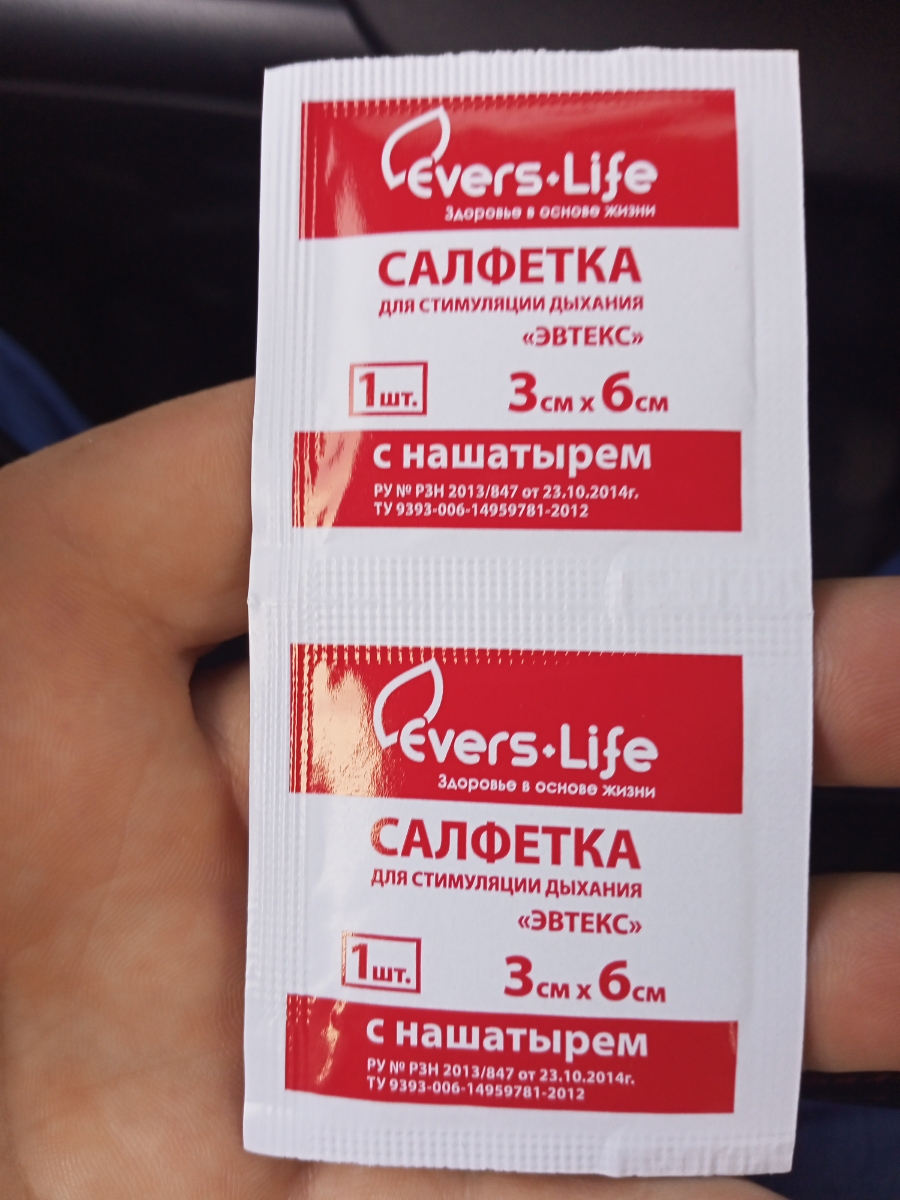 Evers+Life
Здоровье в основе жизни
САЛФЕТКА
ДЛЯ СТИМУЛЯЦИИ ДЫХАНИЯ
«ЭВТЕКС»
1шт. 3см х 6см
с нашатырем
РУ № РЗН 2013/847 от 23.10.2014г.
ТУ 9393-006-14959781-2012
Evers+Life
Здоровье в основе жизни
САЛФЕТКА
ДЛЯ СТИМУЛЯЦИИ ДЫХАНИЯ
«ЭВТЕКС»
1шт. 3см х 6см
с нашатырем
РУ № РЗН 2013/847 от 23.10.2014г.
ТУ 9393-006-14959781-2012